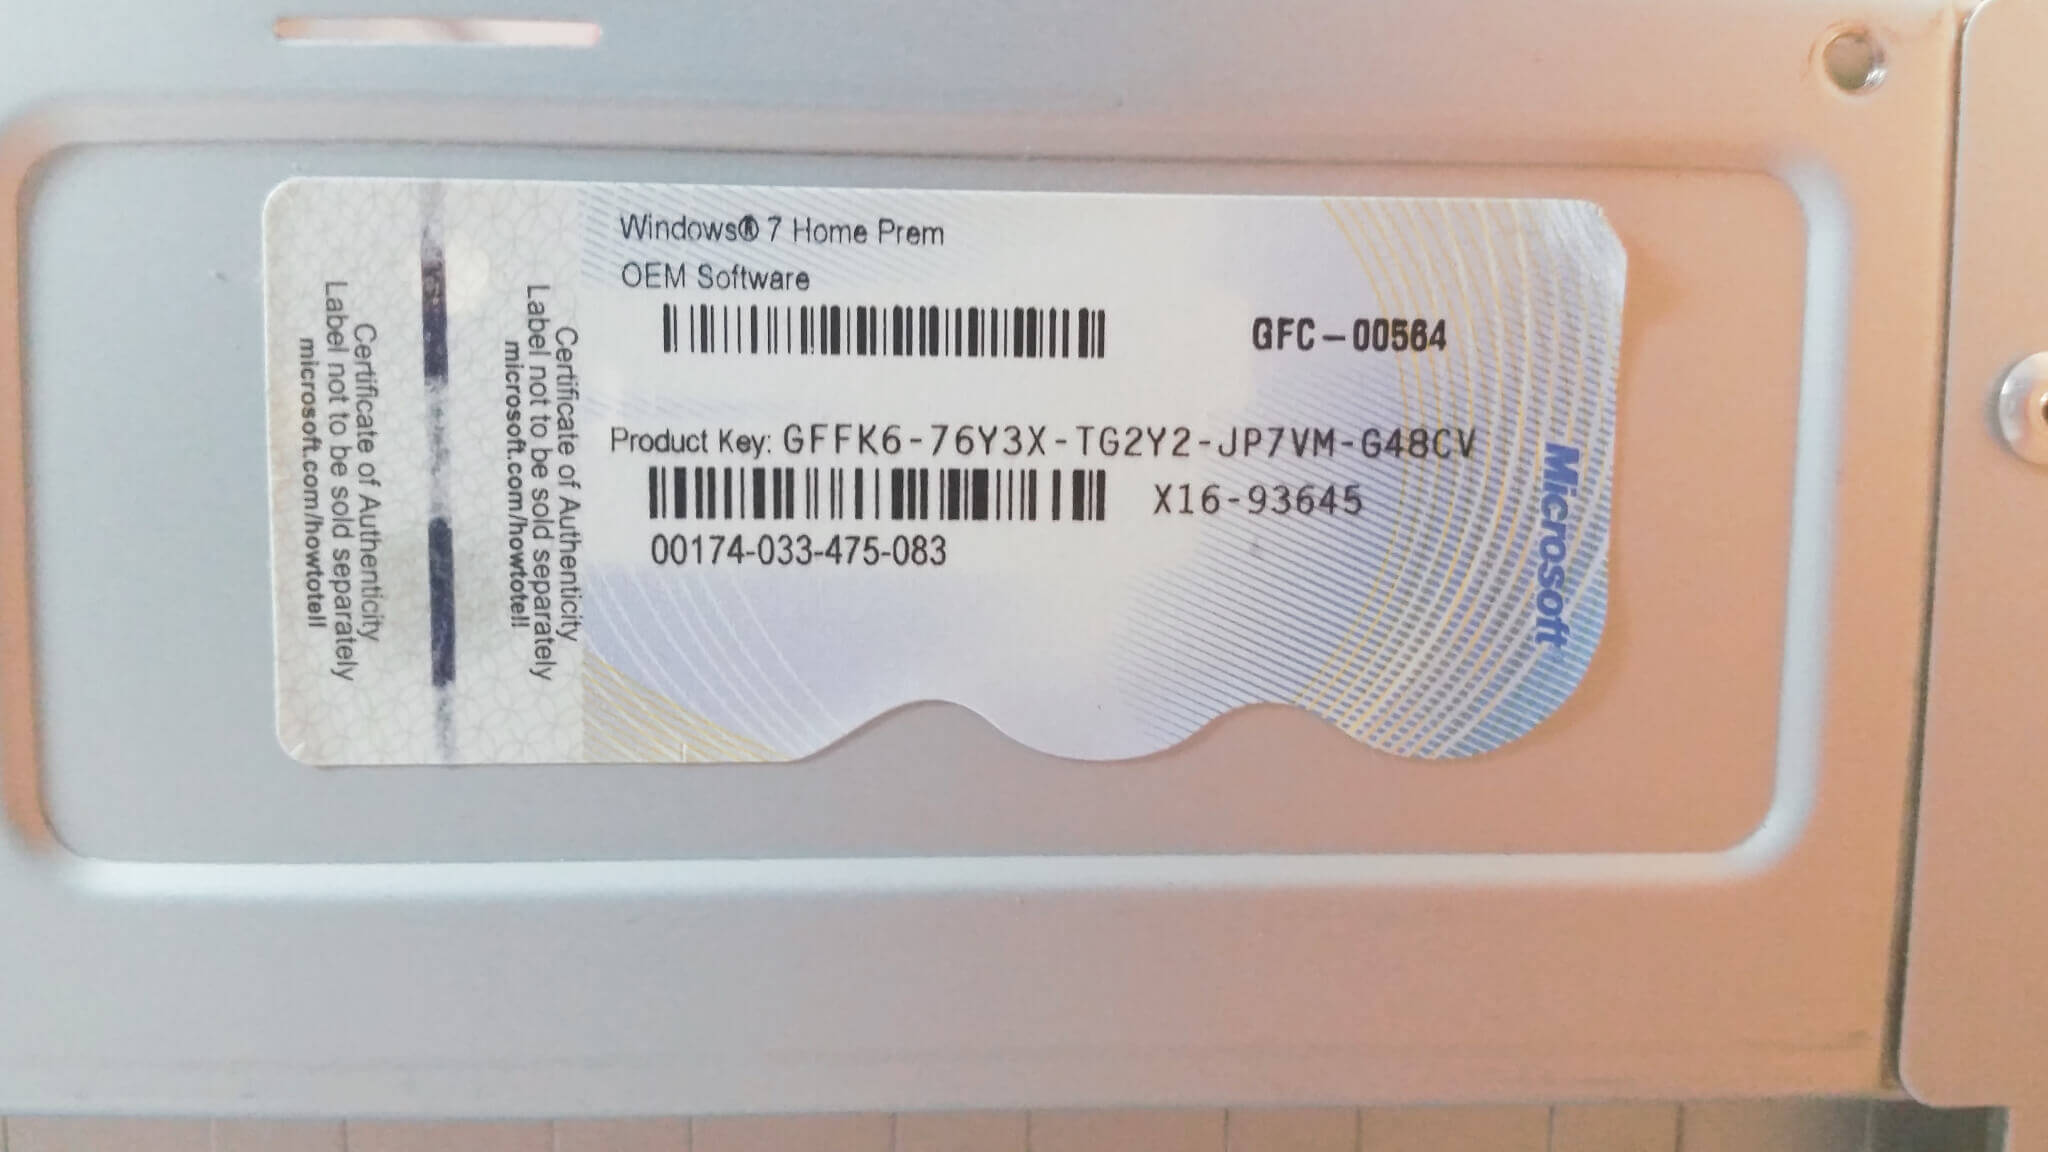 Windows® 7 Home Prem
OEM Software
GFC-00564
Product Key: GFFK6-76Y3X-TG2Y2-JP7VM-G48CV
X16-93645
00174-033-475-083
Microsoft
Certificate of Authenticity
Label not to be sold separately
microsoft.com/howtotell
Certificate of Authenticity
Label not to be sold separately
microsoft.com/howtotell